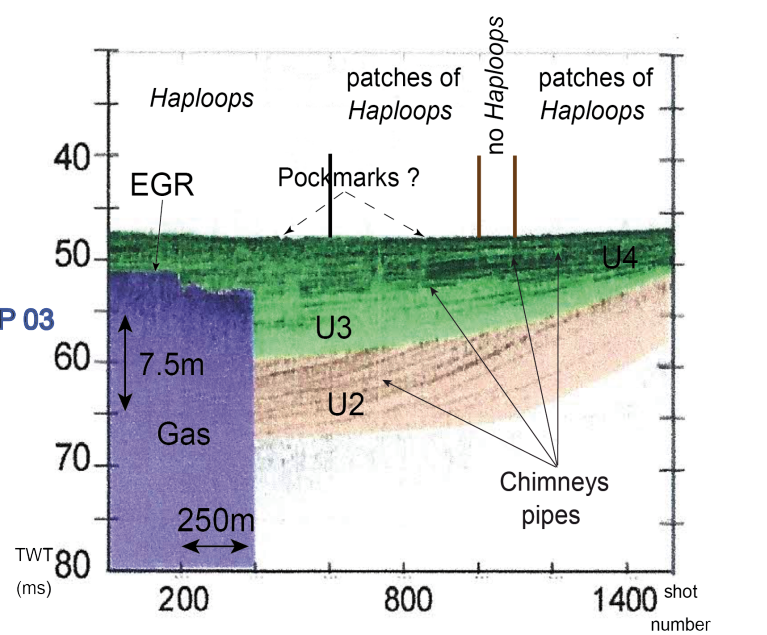 Haploops
patches of
Haploops
no Haploops
patches of
Haploops
40
EGR
Pockmarks ?
50
U4
P 03
U3
60
7.5m
U2
Gas
70
Chimneys
pipes
250m
TWT
(ms)
80
200
800
1400
shot
number